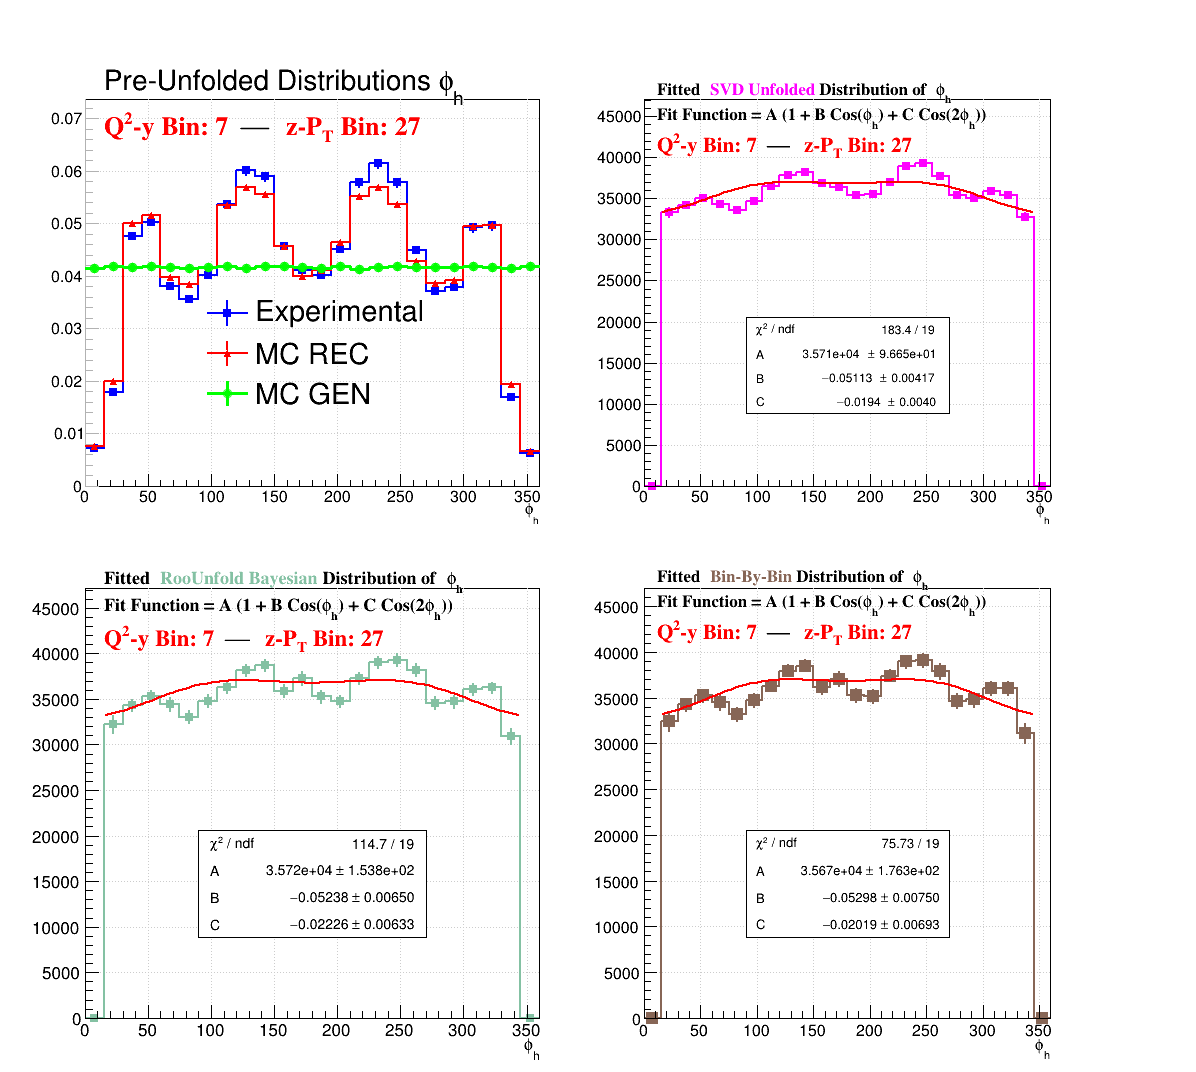 Pre-Unfolded Distributions ϕh
Q2-y Bin: 7 — z-PT Bin: 27
0.07
0.06
0.05
0.04
0.03
0.02
0.01
0
Experimental
MC REC
MC GEN
0 50 100 150 200 250 300 350
ϕh
Fitted SVD Unfolded Distribution of ϕh
Fit Function = A (1 + B Cos(ϕh) + C Cos(2ϕh))
Q2-y Bin: 7 — z-PT Bin: 27
45000
40000
35000
30000
25000
20000
15000
10000
5000
0
χ2 / ndf 183.4 / 19
A 3.571e+04 ± 9.665e+01
B −0.05113 ± 0.00417
C −0.0194 ± 0.0040
0 50 100 150 200 250 300 350
ϕh
Fitted RooUnfold Bayesian Distribution of ϕh
Fit Function = A (1 + B Cos(ϕh) + C Cos(2ϕh))
Q2-y Bin: 7 — z-PT Bin: 27
45000
40000
35000
30000
25000
20000
15000
10000
5000
0
χ2 / ndf 114.7 / 19
A 3.572e+04 ± 1.538e+02
B −0.05238 ± 0.00650
C −0.02226 ± 0.00633
0 50 100 150 200 250 300 350
ϕh
Fitted Bin-By-Bin Distribution of ϕh
Fit Function = A (1 + B Cos(ϕh) + C Cos(2ϕh))
Q2-y Bin: 7 — z-PT Bin: 27
45000
40000
35000
30000
25000
20000
15000
10000
5000
0
χ2 / ndf 75.73 / 19
A 3.567e+04 ± 1.763e+02
B −0.05298 ± 0.00750
C −0.02019 ± 0.00693
0 50 100 150 200 250 300 350
ϕh